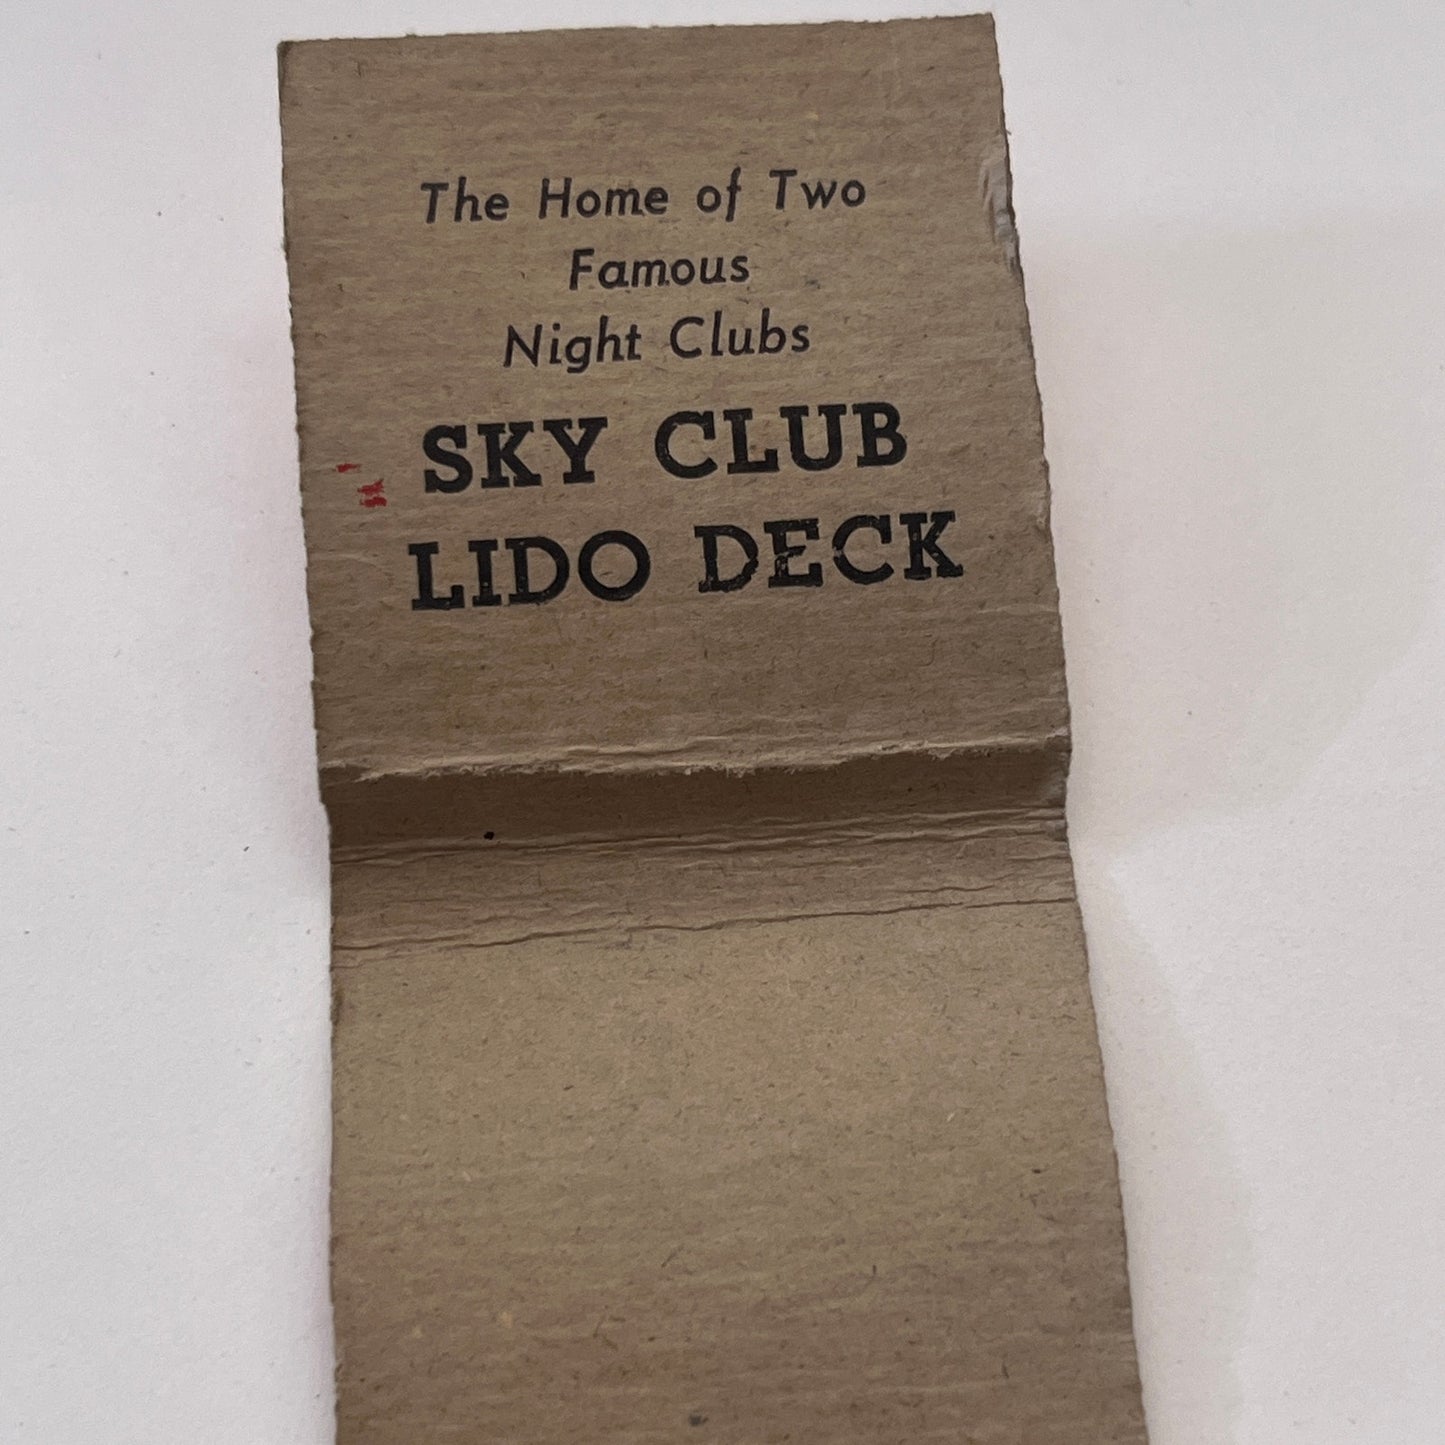 The Home of Two
Famous
Night Clubs
SKY CLUB
LIDO DECK